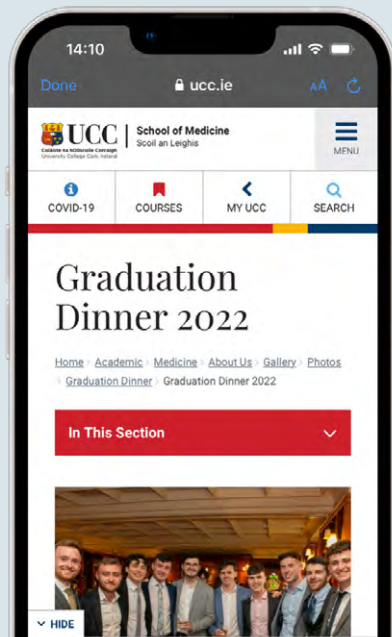 14:10
Done
ucc.ie
AA
UCC
Coláiste na hOllscoile Corcaigh
University College Cork, Ireland
School of Medicine
Scoil an Leighis
MENU
COVID-19
COURSES
MY UCC
SEARCH
Graduation
Dinner 2022
Home > Academic > Medicine > About Us > Gallery > Photos
> Graduation Dinner > Graduation Dinner 2022
In This Section
HIDE